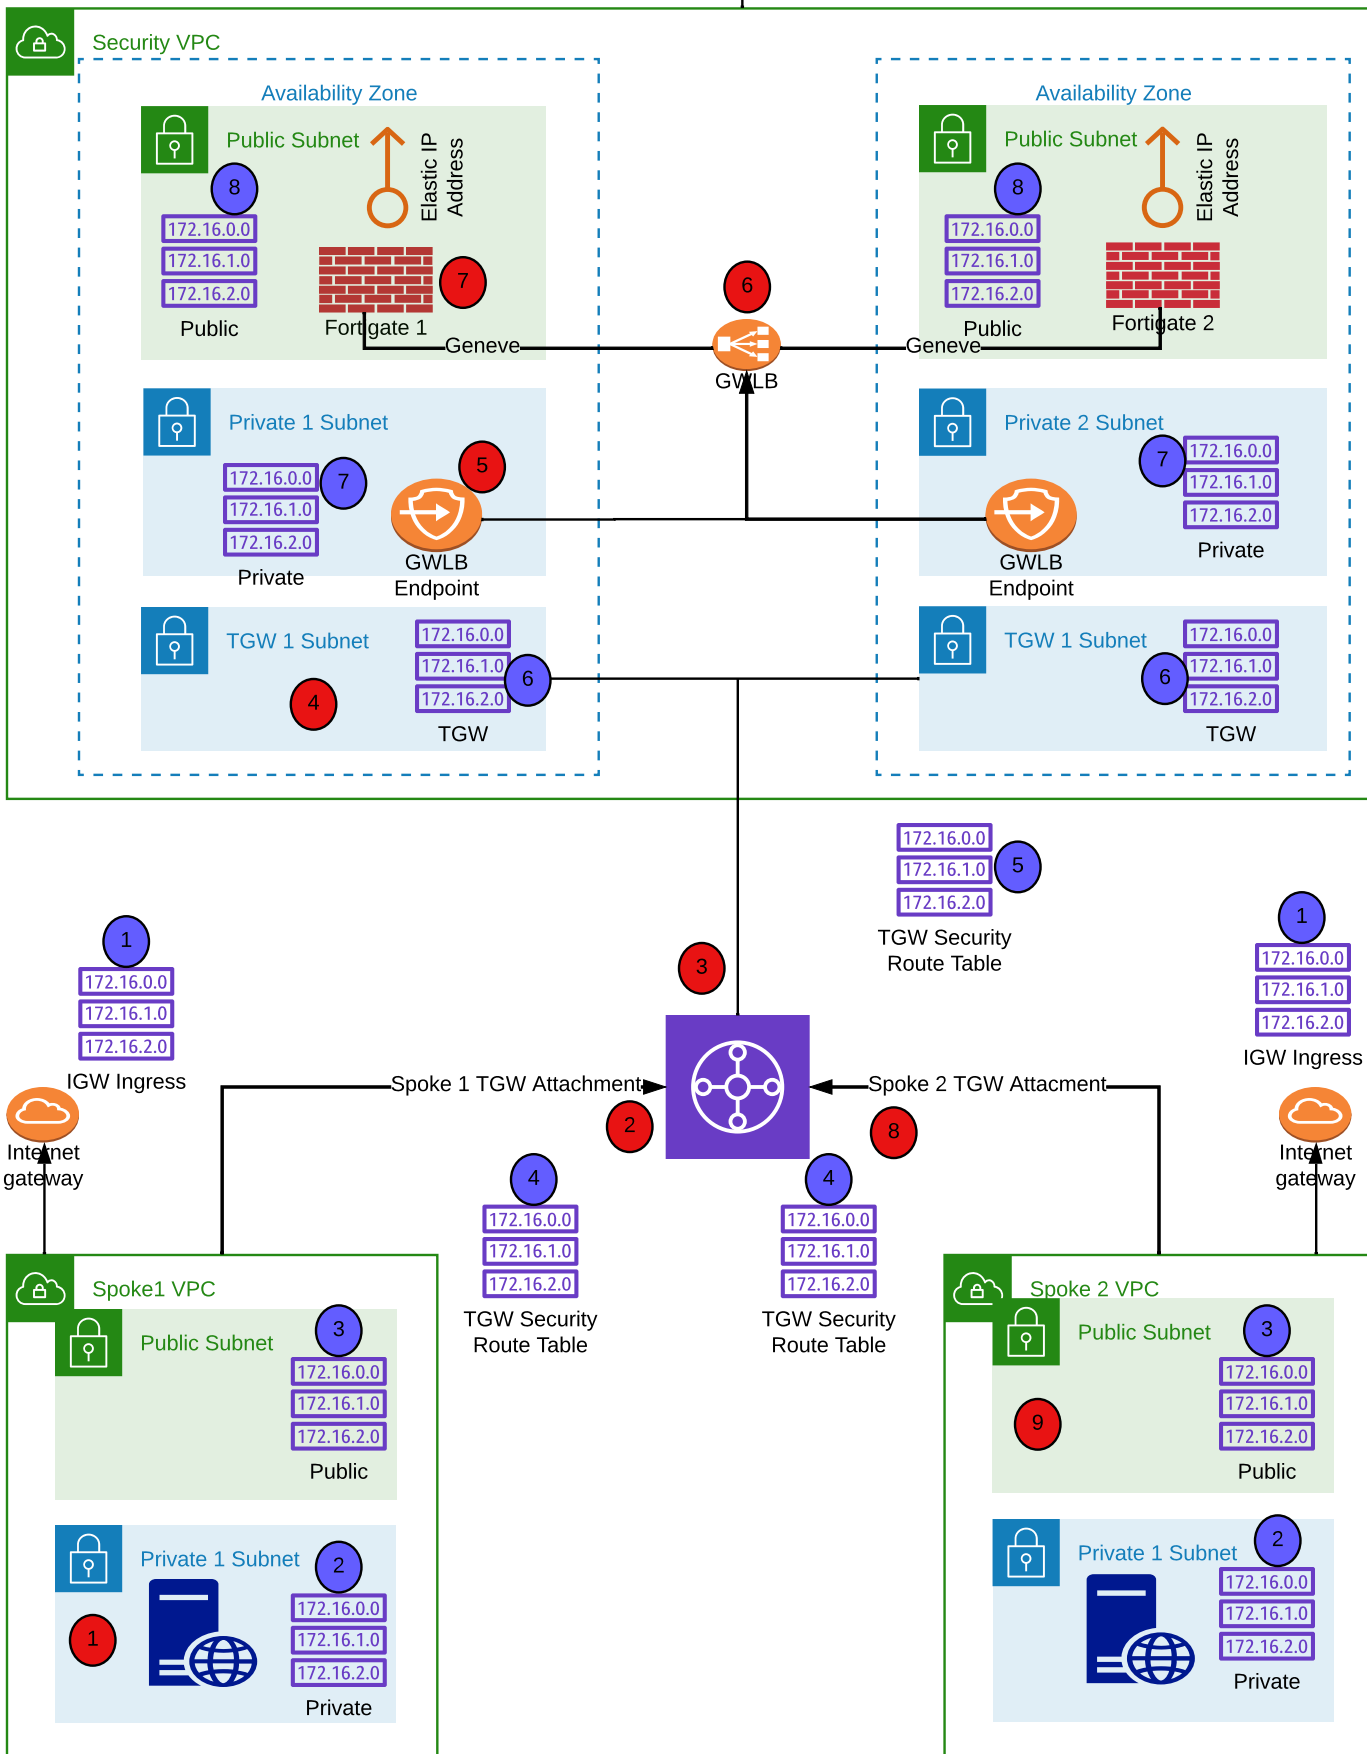 Security VPC
Availability Zone
Public Subnet
8
Elastic IP
Address
172.16.0.0
172.16.1.0
172.16.2.0
Public
7
Fortigate 1
Geneve
6
GWLB
Availability Zone
Public Subnet
8
Elastic IP
Address
172.16.0.0
172.16.1.0
172.16.2.0
Public
Fortigate 2
Geneve
Private 1 Subnet
5
7
172.16.0.0
172.16.1.0
172.16.2.0
Private
GWLB
Endpoint
Private 2 Subnet
7
172.16.0.0
172.16.1.0
172.16.2.0
Private
GWLB
Endpoint
TGW 1 Subnet
4
172.16.0.0
172.16.1.0
172.16.2.0
6
TGW
TGW 1 Subnet
6
172.16.0.0
172.16.1.0
172.16.2.0
TGW
172.16.0.0
172.16.1.0
172.16.2.0
5
TGW Security
Route Table
1
172.16.0.0
172.16.1.0
172.16.2.0
IGW Ingress
Internet
gateway
3
1
172.16.0.0
172.16.1.0
172.16.2.0
IGW Ingress
Internet
gateway
Spoke 1 TGW Attachment
2
Spoke 2 TGW Attacment
8
4
172.16.0.0
172.16.1.0
172.16.2.0
TGW Security
Route Table
4
172.16.0.0
172.16.1.0
172.16.2.0
TGW Security
Route Table
Spoke1 VPC
Public Subnet
3
172.16.0.0
172.16.1.0
172.16.2.0
Public
Private 1 Subnet
2
1
172.16.0.0
172.16.1.0
172.16.2.0
Private
Spoke 2 VPC
Public Subnet
3
9
172.16.0.0
172.16.1.0
172.16.2.0
Public
Private 1 Subnet
2
172.16.0.0
172.16.1.0
172.16.2.0
Private